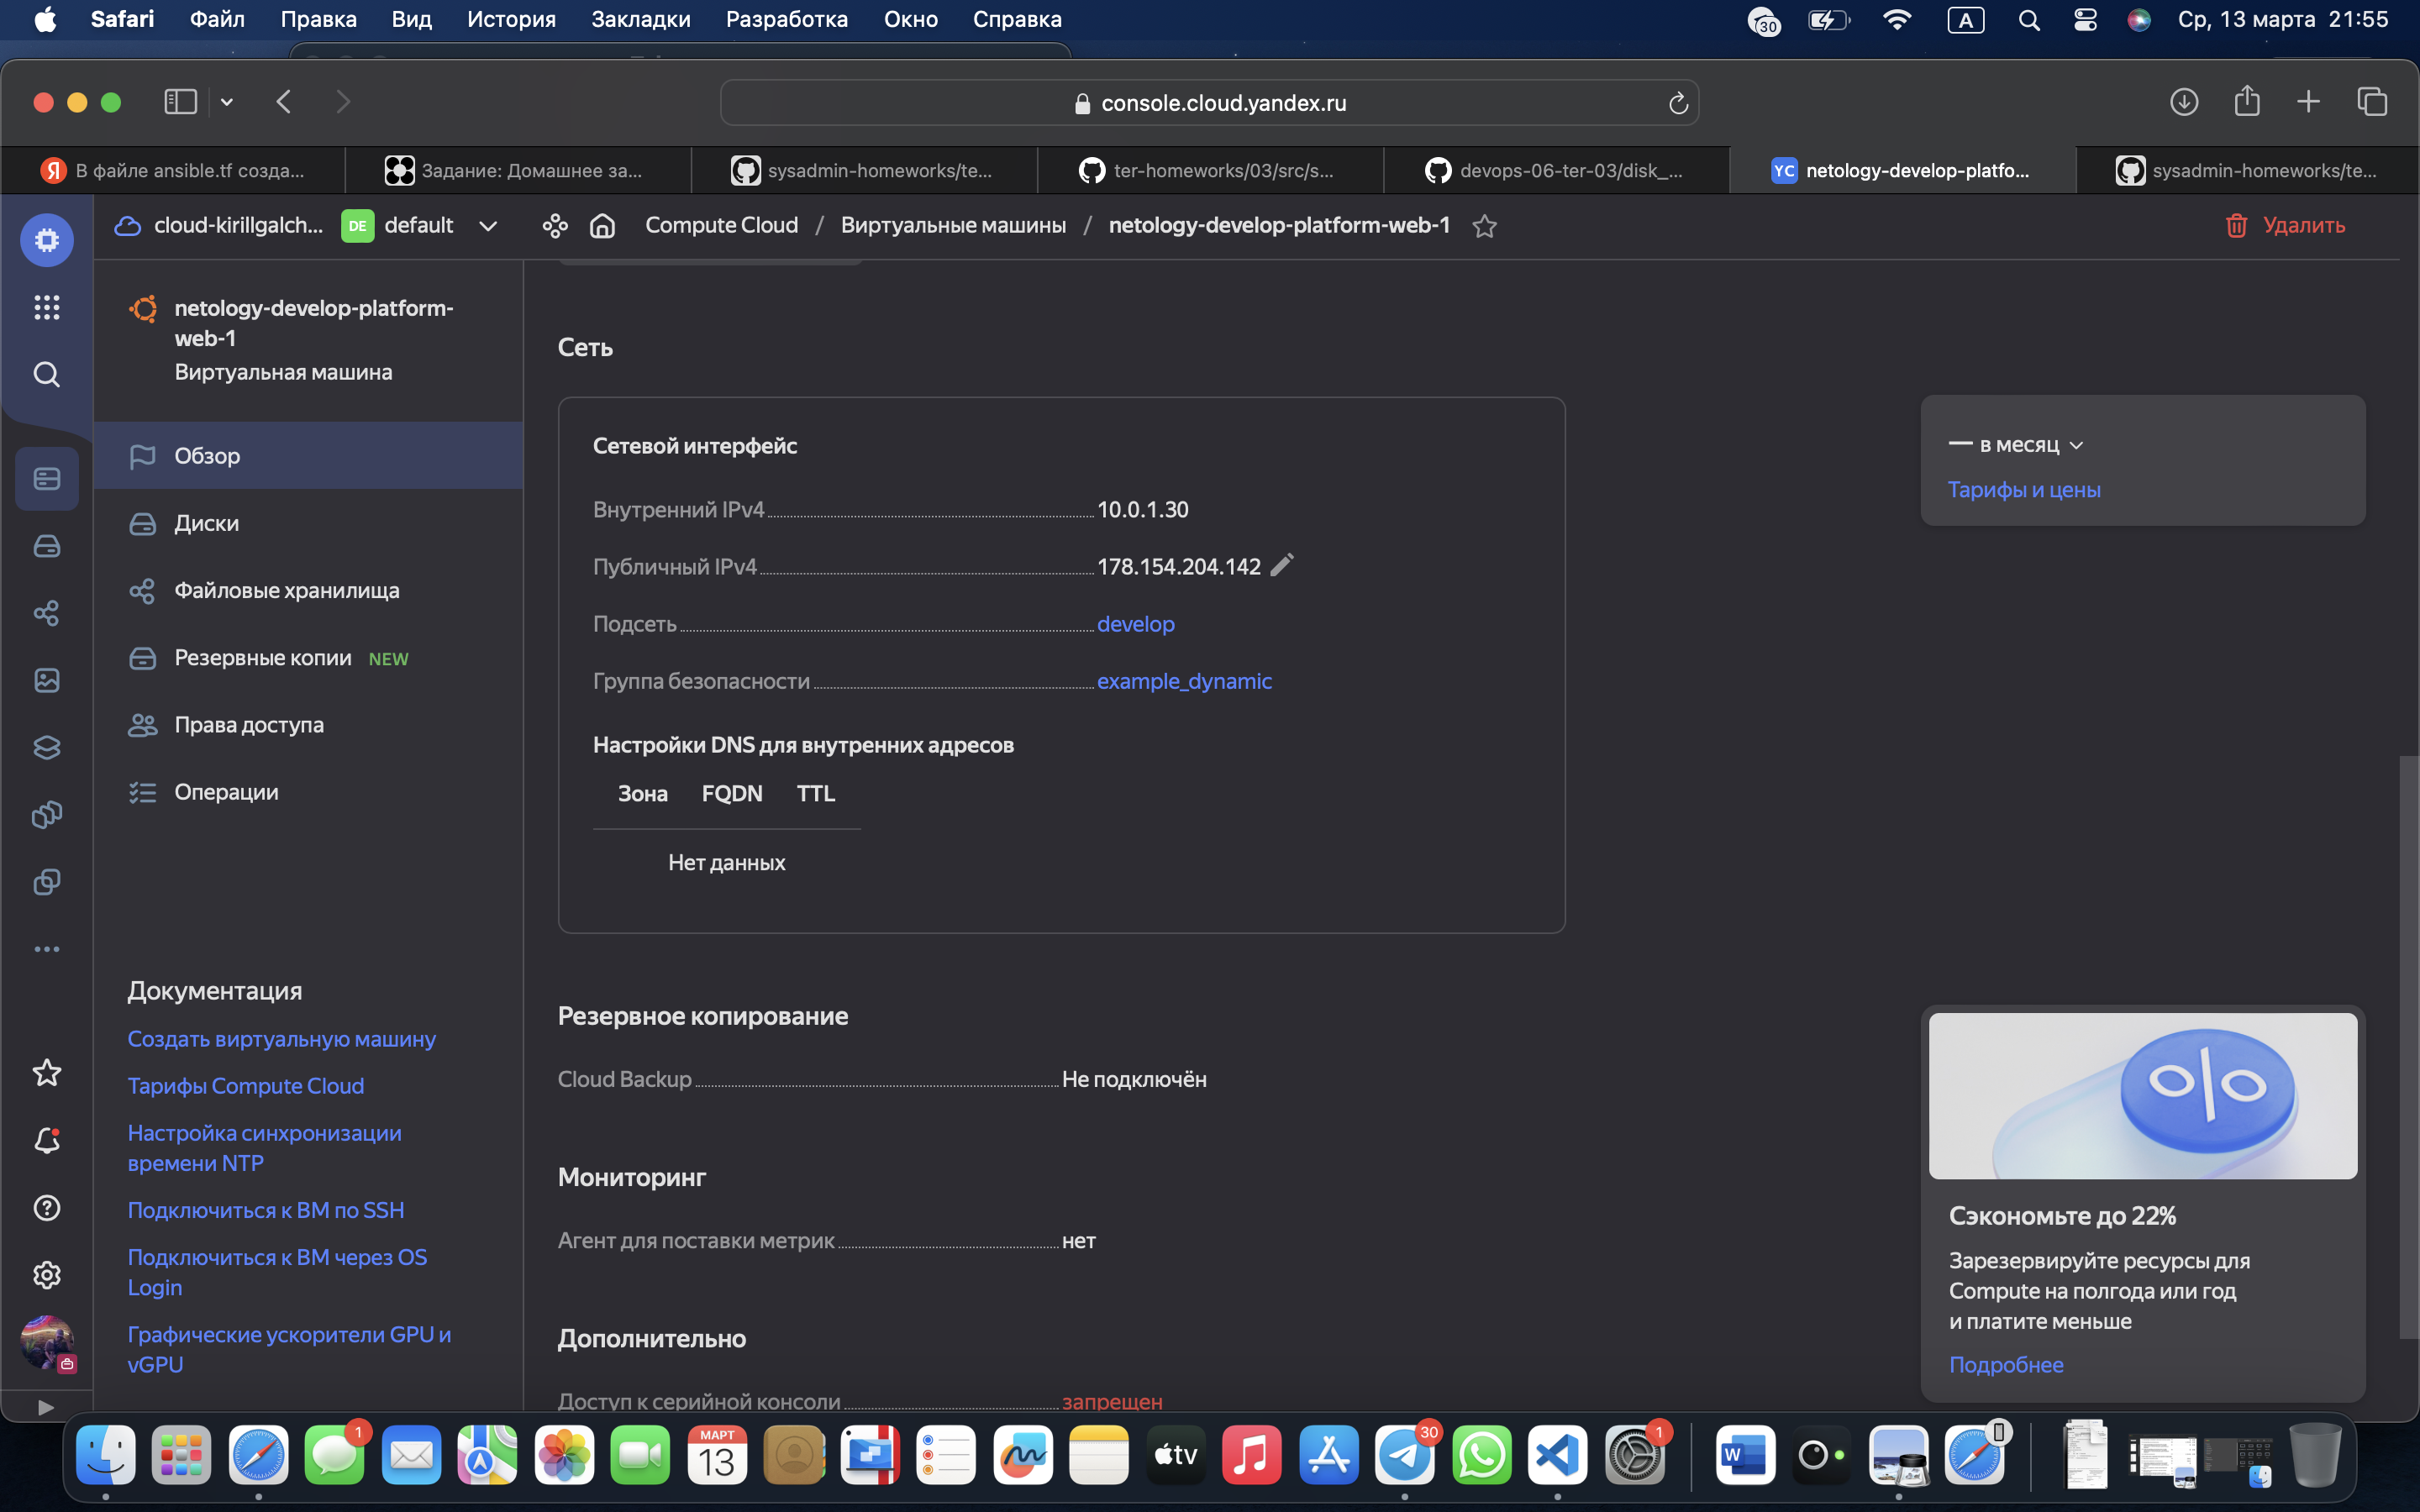 Safari Файл Правка Вид История Закладки Разработка Окно Справка
30 A Ср, 13 марта 21:55
console.cloud.yandex.ru
В файле ansible.tf созда...
Задание: Домашнее за...
sysadmin-homeworks/te...
ter-homeworks/03/src/s...
devops-06-ter-03/disk_...
YC netology-develop-platfo...
sysadmin-homeworks/te...
cloud-kirillgalch... DE default
Compute Cloud / Виртуальные машины / netology-develop-platform-web-1
Удалить
netology-develop-platform-
web-1
Виртуальная машина
Обзор
Диски
Файловые хранилища
Резервные копии NEW
Права доступа
Операции
Документация
Создать виртуальную машину
Тарифы Compute Cloud
Настройка синхронизации
времени NTP
Подключиться к ВМ по SSH
Подключиться к ВМ через OS
Login
Графические ускорители GPU и
vGPU
Сеть
Сетевой интерфейс
Внутренний IPv4 10.0.1.30
Публичный IPv4 178.154.204.142
Подсеть develop
Группа безопасности example_dynamic
Настройки DNS для внутренних адресов
Зона FQDN TTL
Нет данных
Резервное копирование
Cloud Backup Не подключён
Мониторинг
Агент для поставки метрик нет
Дополнительно
Доступ к серийной консоли запрещен
— в месяц
Тарифы и цены
Сэкономьте до 22%
Зарезервируйте ресурсы для
Compute на полгода или год
и платите меньше
Подробнее
1
МАРТ
13
tv
30
1
W